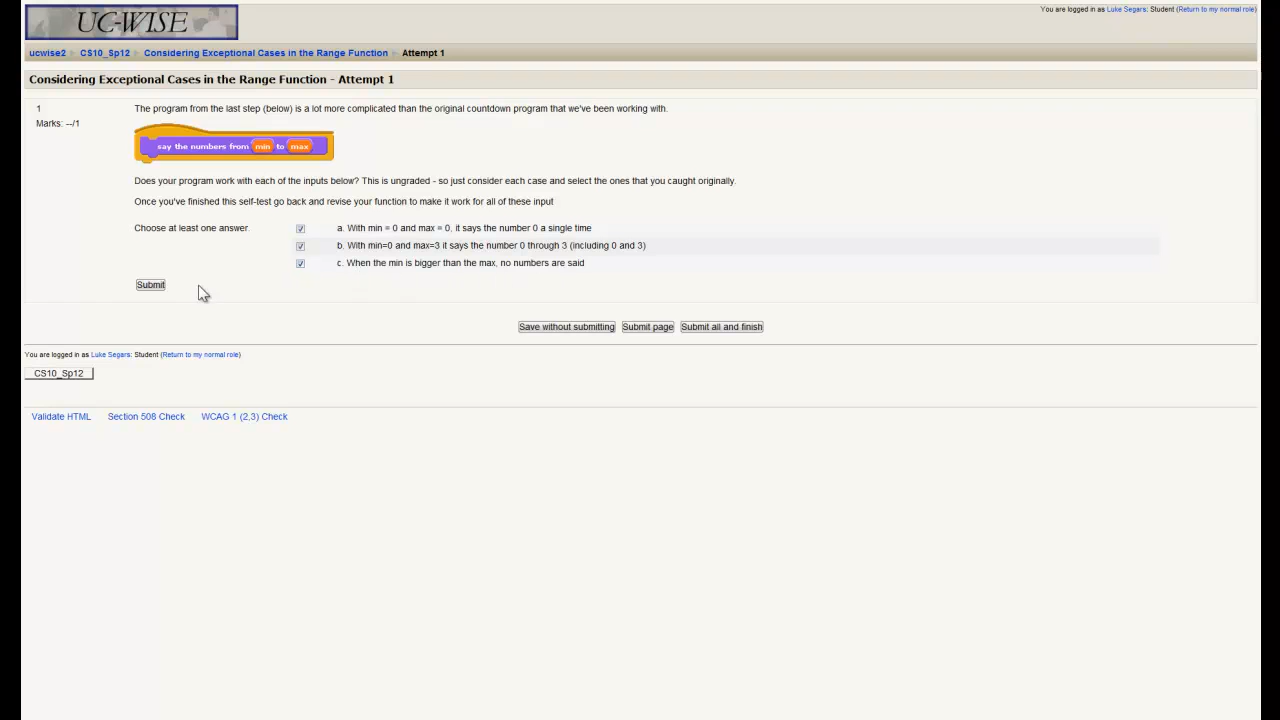 UC-WISE
You are logged in as Luke Segars: Student (Return to my normal role)
ucwise2 ► CS10_Sp12 ► Considering Exceptional Cases in the Range Function ► Attempt 1
Considering Exceptional Cases in the Range Function - Attempt 1
1
Marks: --/1
The program from the last step (below) is a lot more complicated than the original countdown program that we've been working with.
say the numbers from min to max
Does your program work with each of the inputs below? This is ungraded - so just consider each case and select the ones that you caught originally.
Once you've finished this self-test go back and revise your function to make it work for all of these input
Choose at least one answer.
a. With min = 0 and max = 0, it says the number 0 a single time
b. With min=0 and max=3 it says the number 0 through 3 (including 0 and 3)
c. When the min is bigger than the max, no numbers are said
Submit
Save without submitting Submit page Submit all and finish
You are logged in as Luke Segars: Student (Return to my normal role)
CS10_Sp12
Validate HTML Section 508 Check WCAG 1 (2,3) Check